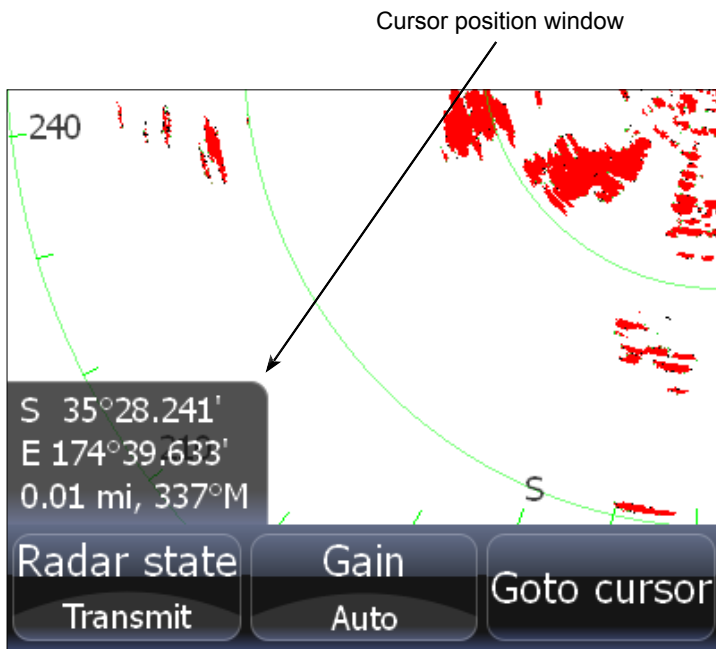 Cursor position window
240
S 35°28.241'
E 174°39.633'
210
0.01 mi, 337°M
S
Radar state
Transmit
Gain
Auto
Goto cursor